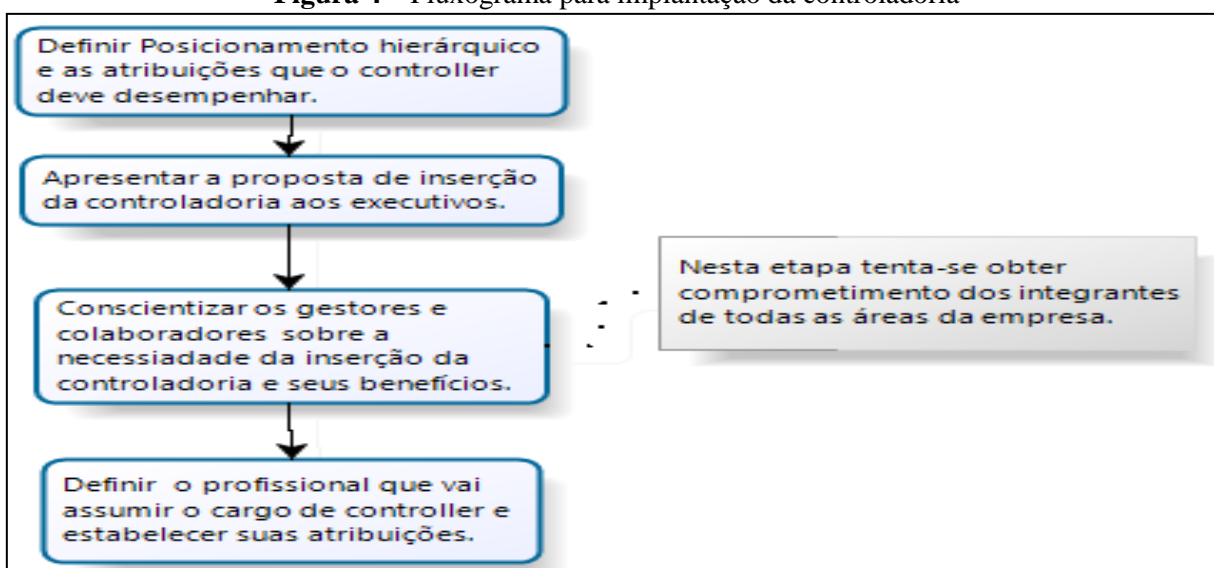 Definir Posicionamento hierárquico
e as atribuições que o controller
deve desempenhar.
Apresentar a proposta de inserção
da controladoria aos executivos.
Conscientizar os gestores e
colaboradores sobre a
necessiadade da inserção da
controladoria e seus benefícios.
Nesta etapa tenta-se obter
comprometimento dos integrantes
de todas as áreas da empresa.
Definir o profissional que vai
assumir o cargo de controller e
estabelecer suas atribuições.